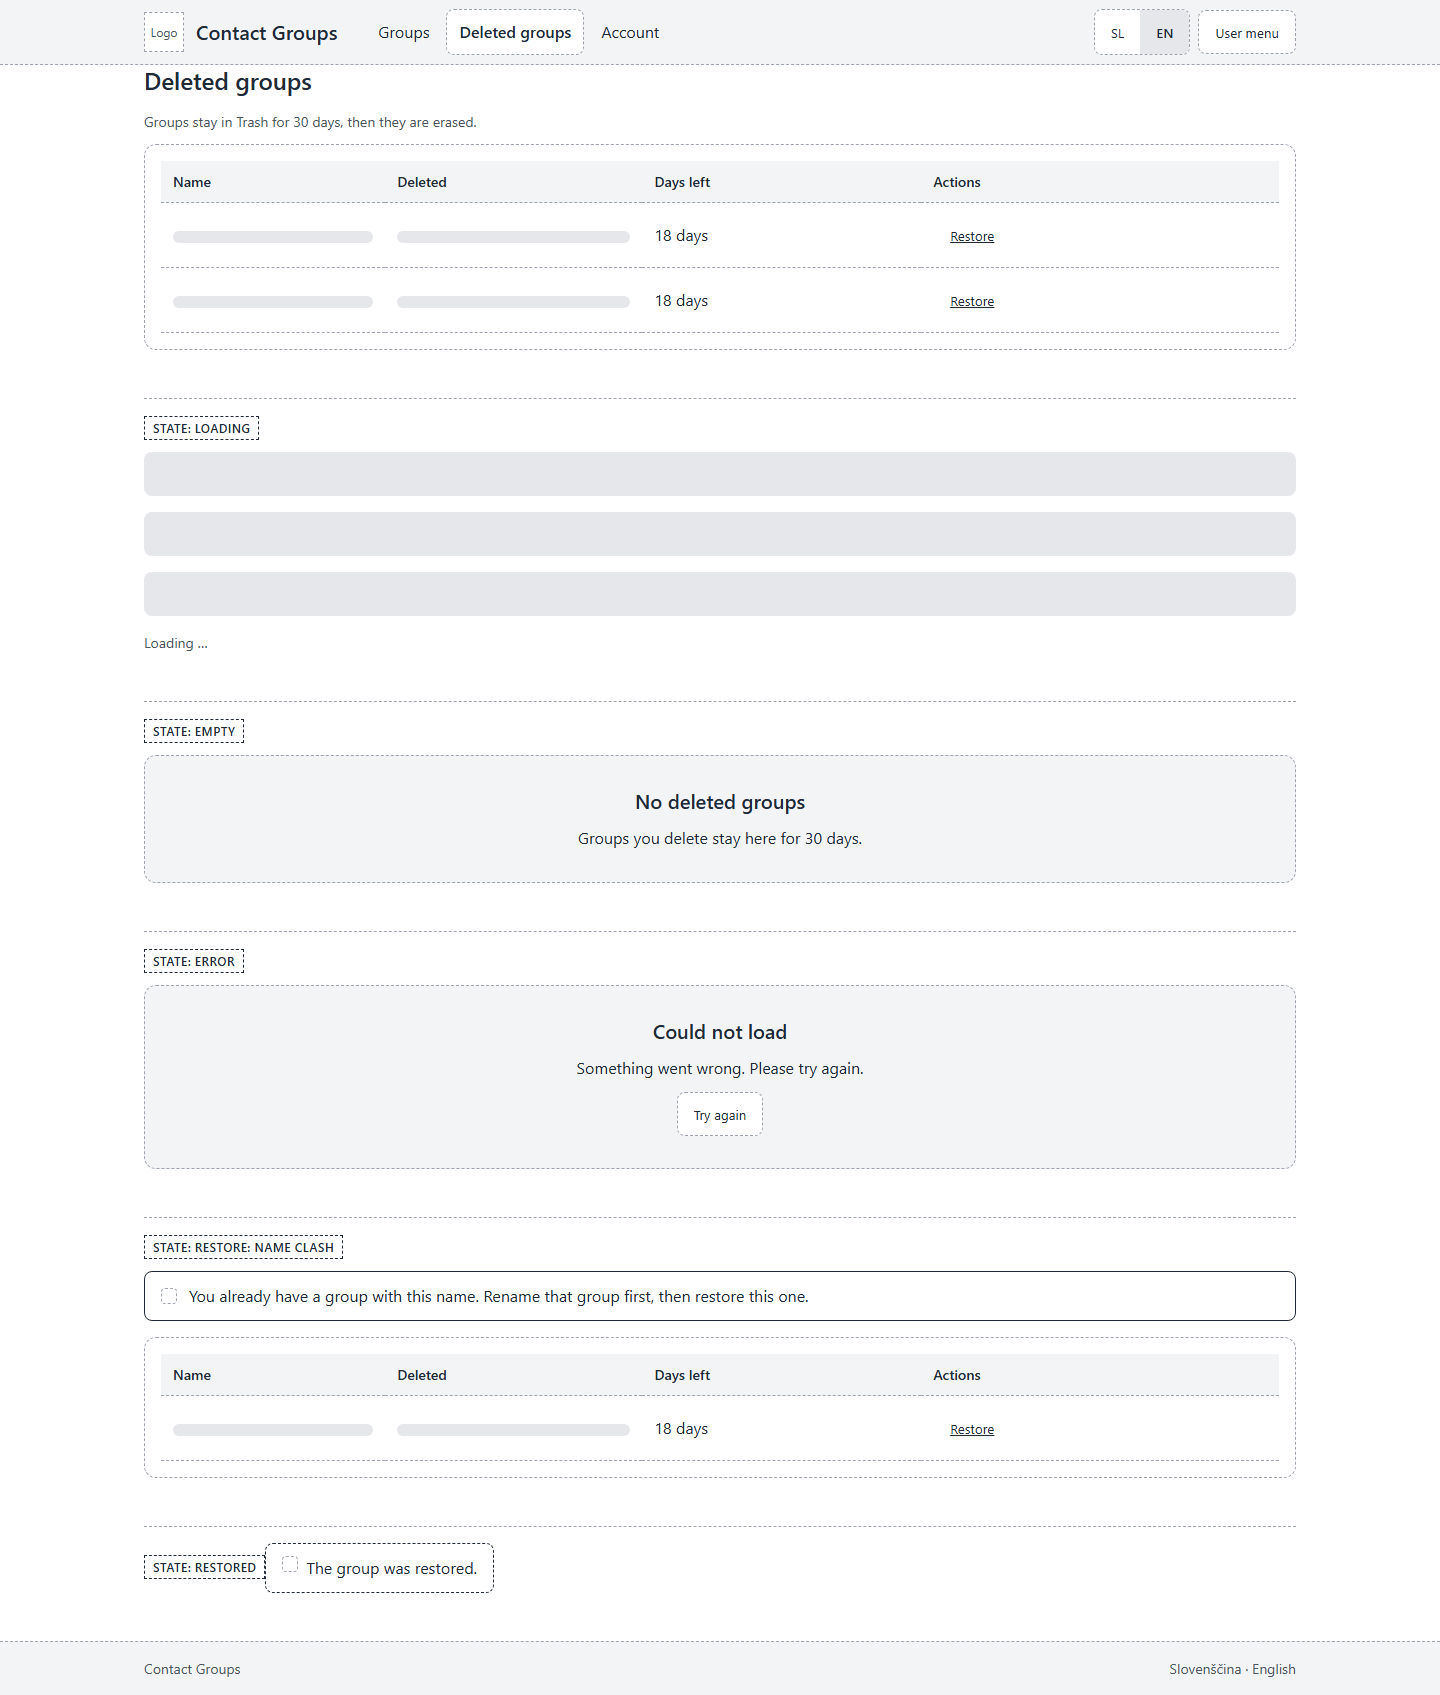 Logo Contact Groups Groups Deleted groups Account SL EN User menu
Deleted groups
Groups stay in Trash for 30 days, then they are erased.
Name Deleted Days left Actions
18 days Restore
18 days Restore
STATE: LOADING
Loading ...
STATE: EMPTY
No deleted groups
Groups you delete stay here for 30 days.
STATE: ERROR
Could not load
Something went wrong. Please try again.
Try again
STATE: RESTORE: NAME CLASH
You already have a group with this name. Rename that group first, then restore this one.
Name Deleted Days left Actions
18 days Restore
STATE: RESTORED The group was restored.
Contact Groups Slovenščina · English